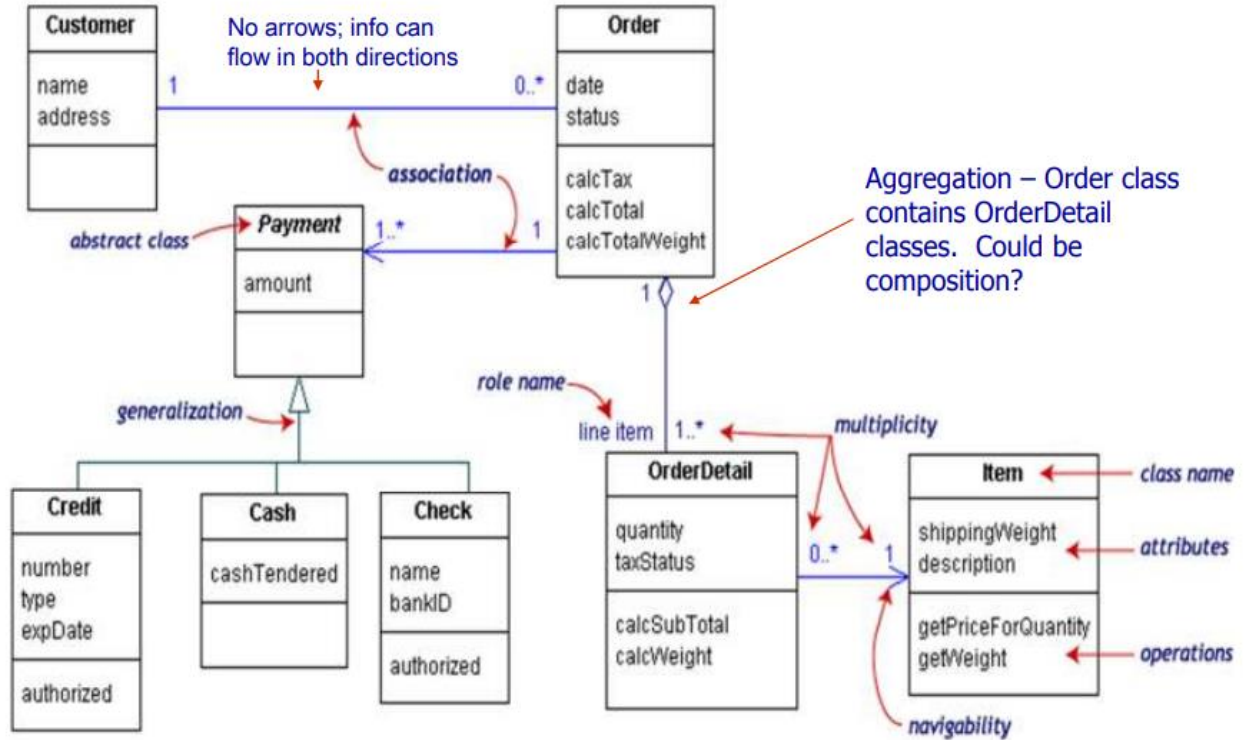 Customer
name
address
No arrows; info can
flow in both directions
1
0..*
Order
date
status
calcTax
calcTotal
calcTotalWeight
association
abstract class
Payment
amount
1..*
1
Aggregation – Order class
contains OrderDetail
classes. Could be
composition?
1
generalization
role name
line item
1..*
multiplicity
Credit
number
type
expDate
authorized
Cash
cashTendered
Check
name
bankID
authorized
OrderDetail
quantity
taxStatus
calcSubTotal
calcWeight
0..*
1
Item
shippingWeight
description
getPriceForQuantity
getWeight
class name
attributes
operations
navigability